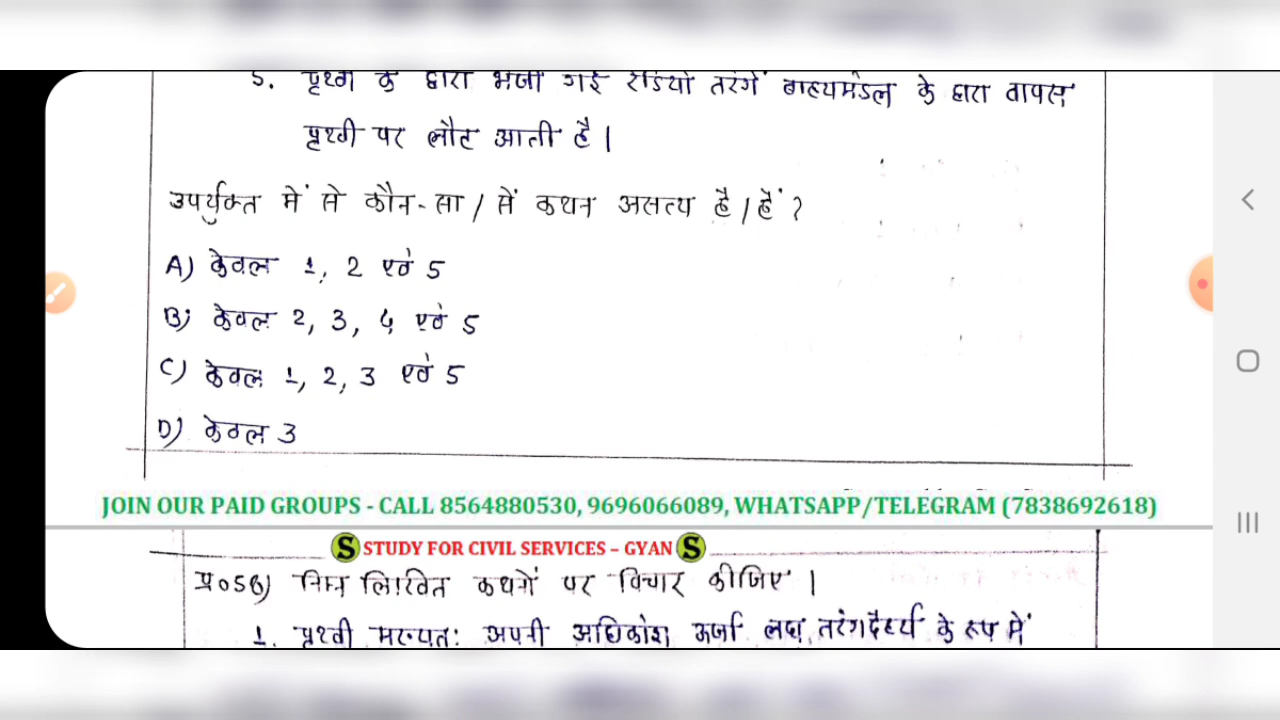 5. पृथ्वी के द्वारा भेजी गई रेडियो तरंगें बाह्यमंडल के द्वारा वापस
पृथ्वी पर लौट आती है।
उपर्युक्त में से कौन-सा / सें कथन असत्य है/हैं ?
A) केवल 1, 2 एवं 5
B) केवल 2, 3, 4 एवं 5
C) केवल 1, 2, 3 एवं 5
D) केवल 3
JOIN OUR PAID GROUPS - CALL 8564880530, 9696066089, WHATSAPP/TELEGRAM (7838692618)
S STUDY FOR CIVIL SERVICES – GYAN S
प्र056) निम्न लिखित कथनों पर विचार कीजिए।
1. पृथ्वी मुख्यतः अपनी अधिकांश ऊर्जा लघु तरंगदैर्ध्य के रूप में